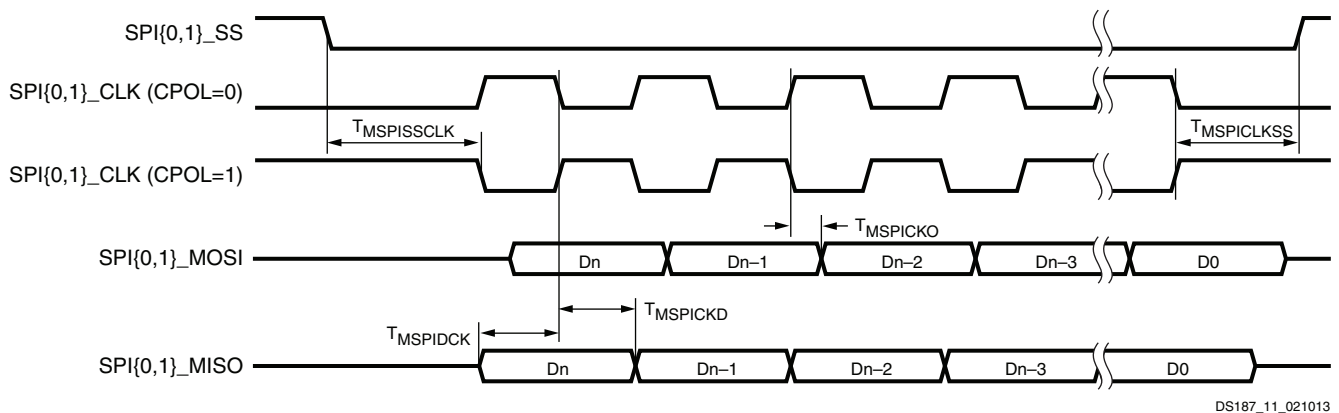 SPI{0,1}_SS
SPI{0,1}_CLK (CPOL=0)
TMSPISSCLK
TMSPICLKSS
SPI{0,1}_CLK (CPOL=1)
TMSPICKO
SPI{0,1}_MOSI
Dn Dn–1 Dn–2 Dn–3 D0
TMSPICKD
TMSPIDCK
SPI{0,1}_MISO
Dn Dn–1 Dn–2 Dn–3 D0
DS187_11_021013